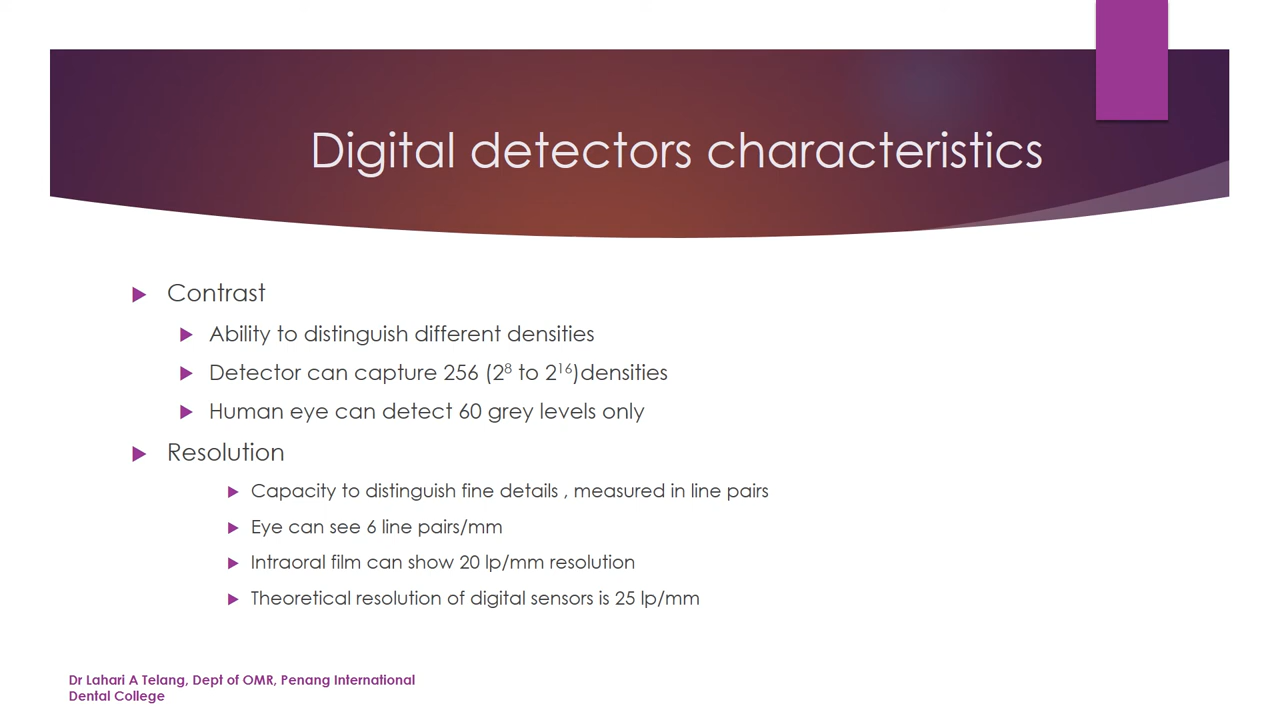 Digital detectors characteristics
Contrast
Ability to distinguish different densities
Detector can capture 256 (2⁸ to 2¹⁶)densities
Human eye can detect 60 grey levels only
Resolution
Capacity to distinguish fine details , measured in line pairs
Eye can see 6 line pairs/mm
Intraoral film can show 20 lp/mm resolution
Theoretical resolution of digital sensors is 25 lp/mm
Dr Lahari A Telang, Dept of OMR, Penang International
Dental College